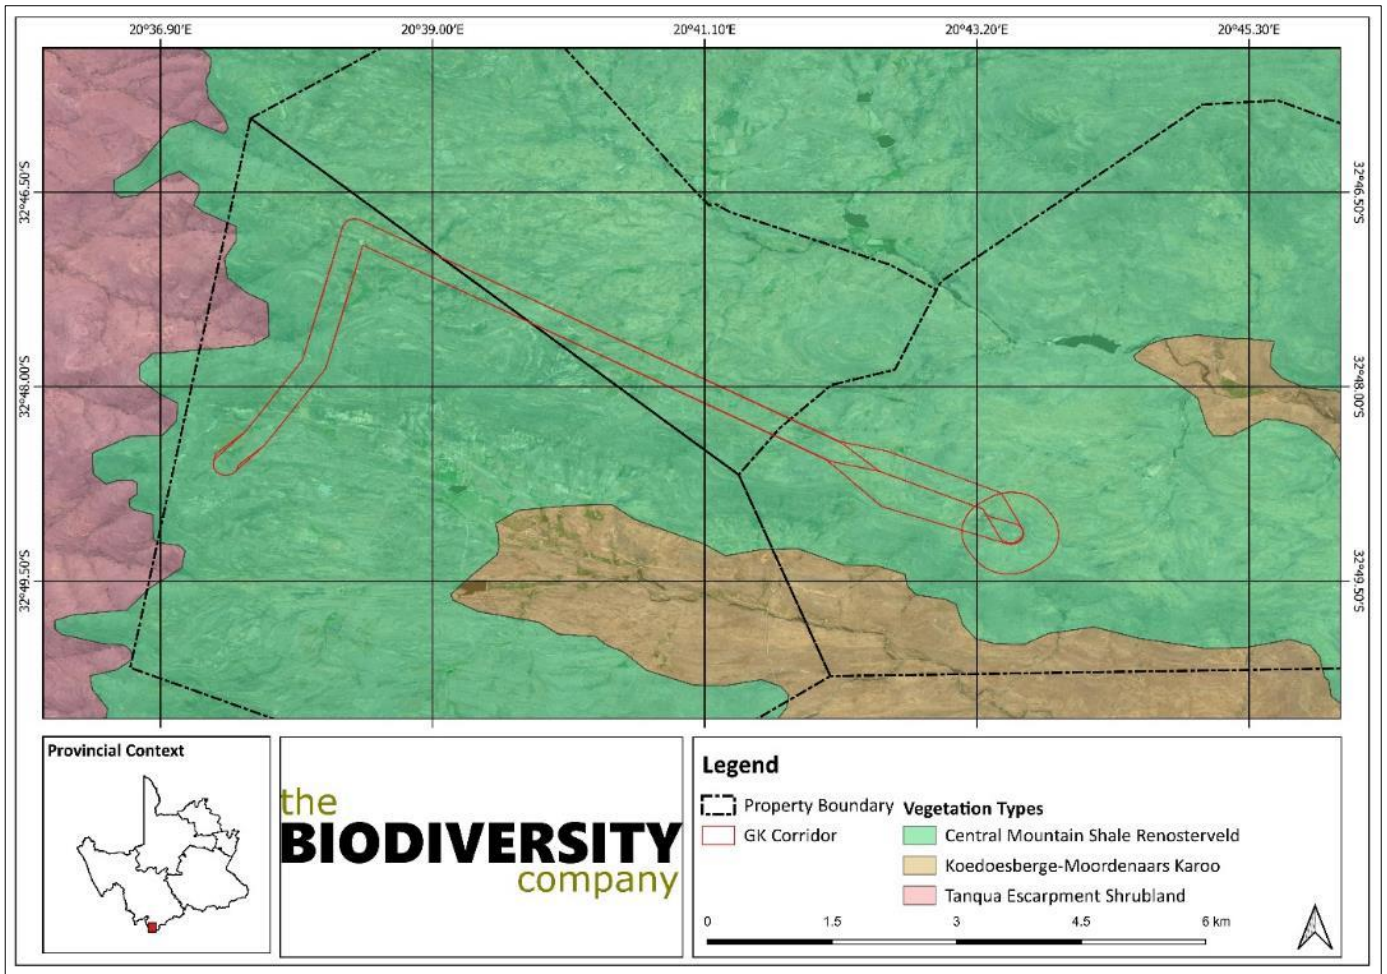 20°36.90'E 20°39.00'E 20°41.10'E 20°43.20'E 20°45.30'E
32°46.50'S 32°46.50'S
32°48.00'S 32°48.00'S
32°49.50'S 32°49.50'S
Provincial Context
the
BIODIVERSITY
company
Legend
Property Boundary
GK Corridor
Vegetation Types
Central Mountain Shale Renosterveld
Koedoesberge-Moordenaars Karoo
Tanqua Escarpment Shrubland
0 1.5 3 4.5 6 km